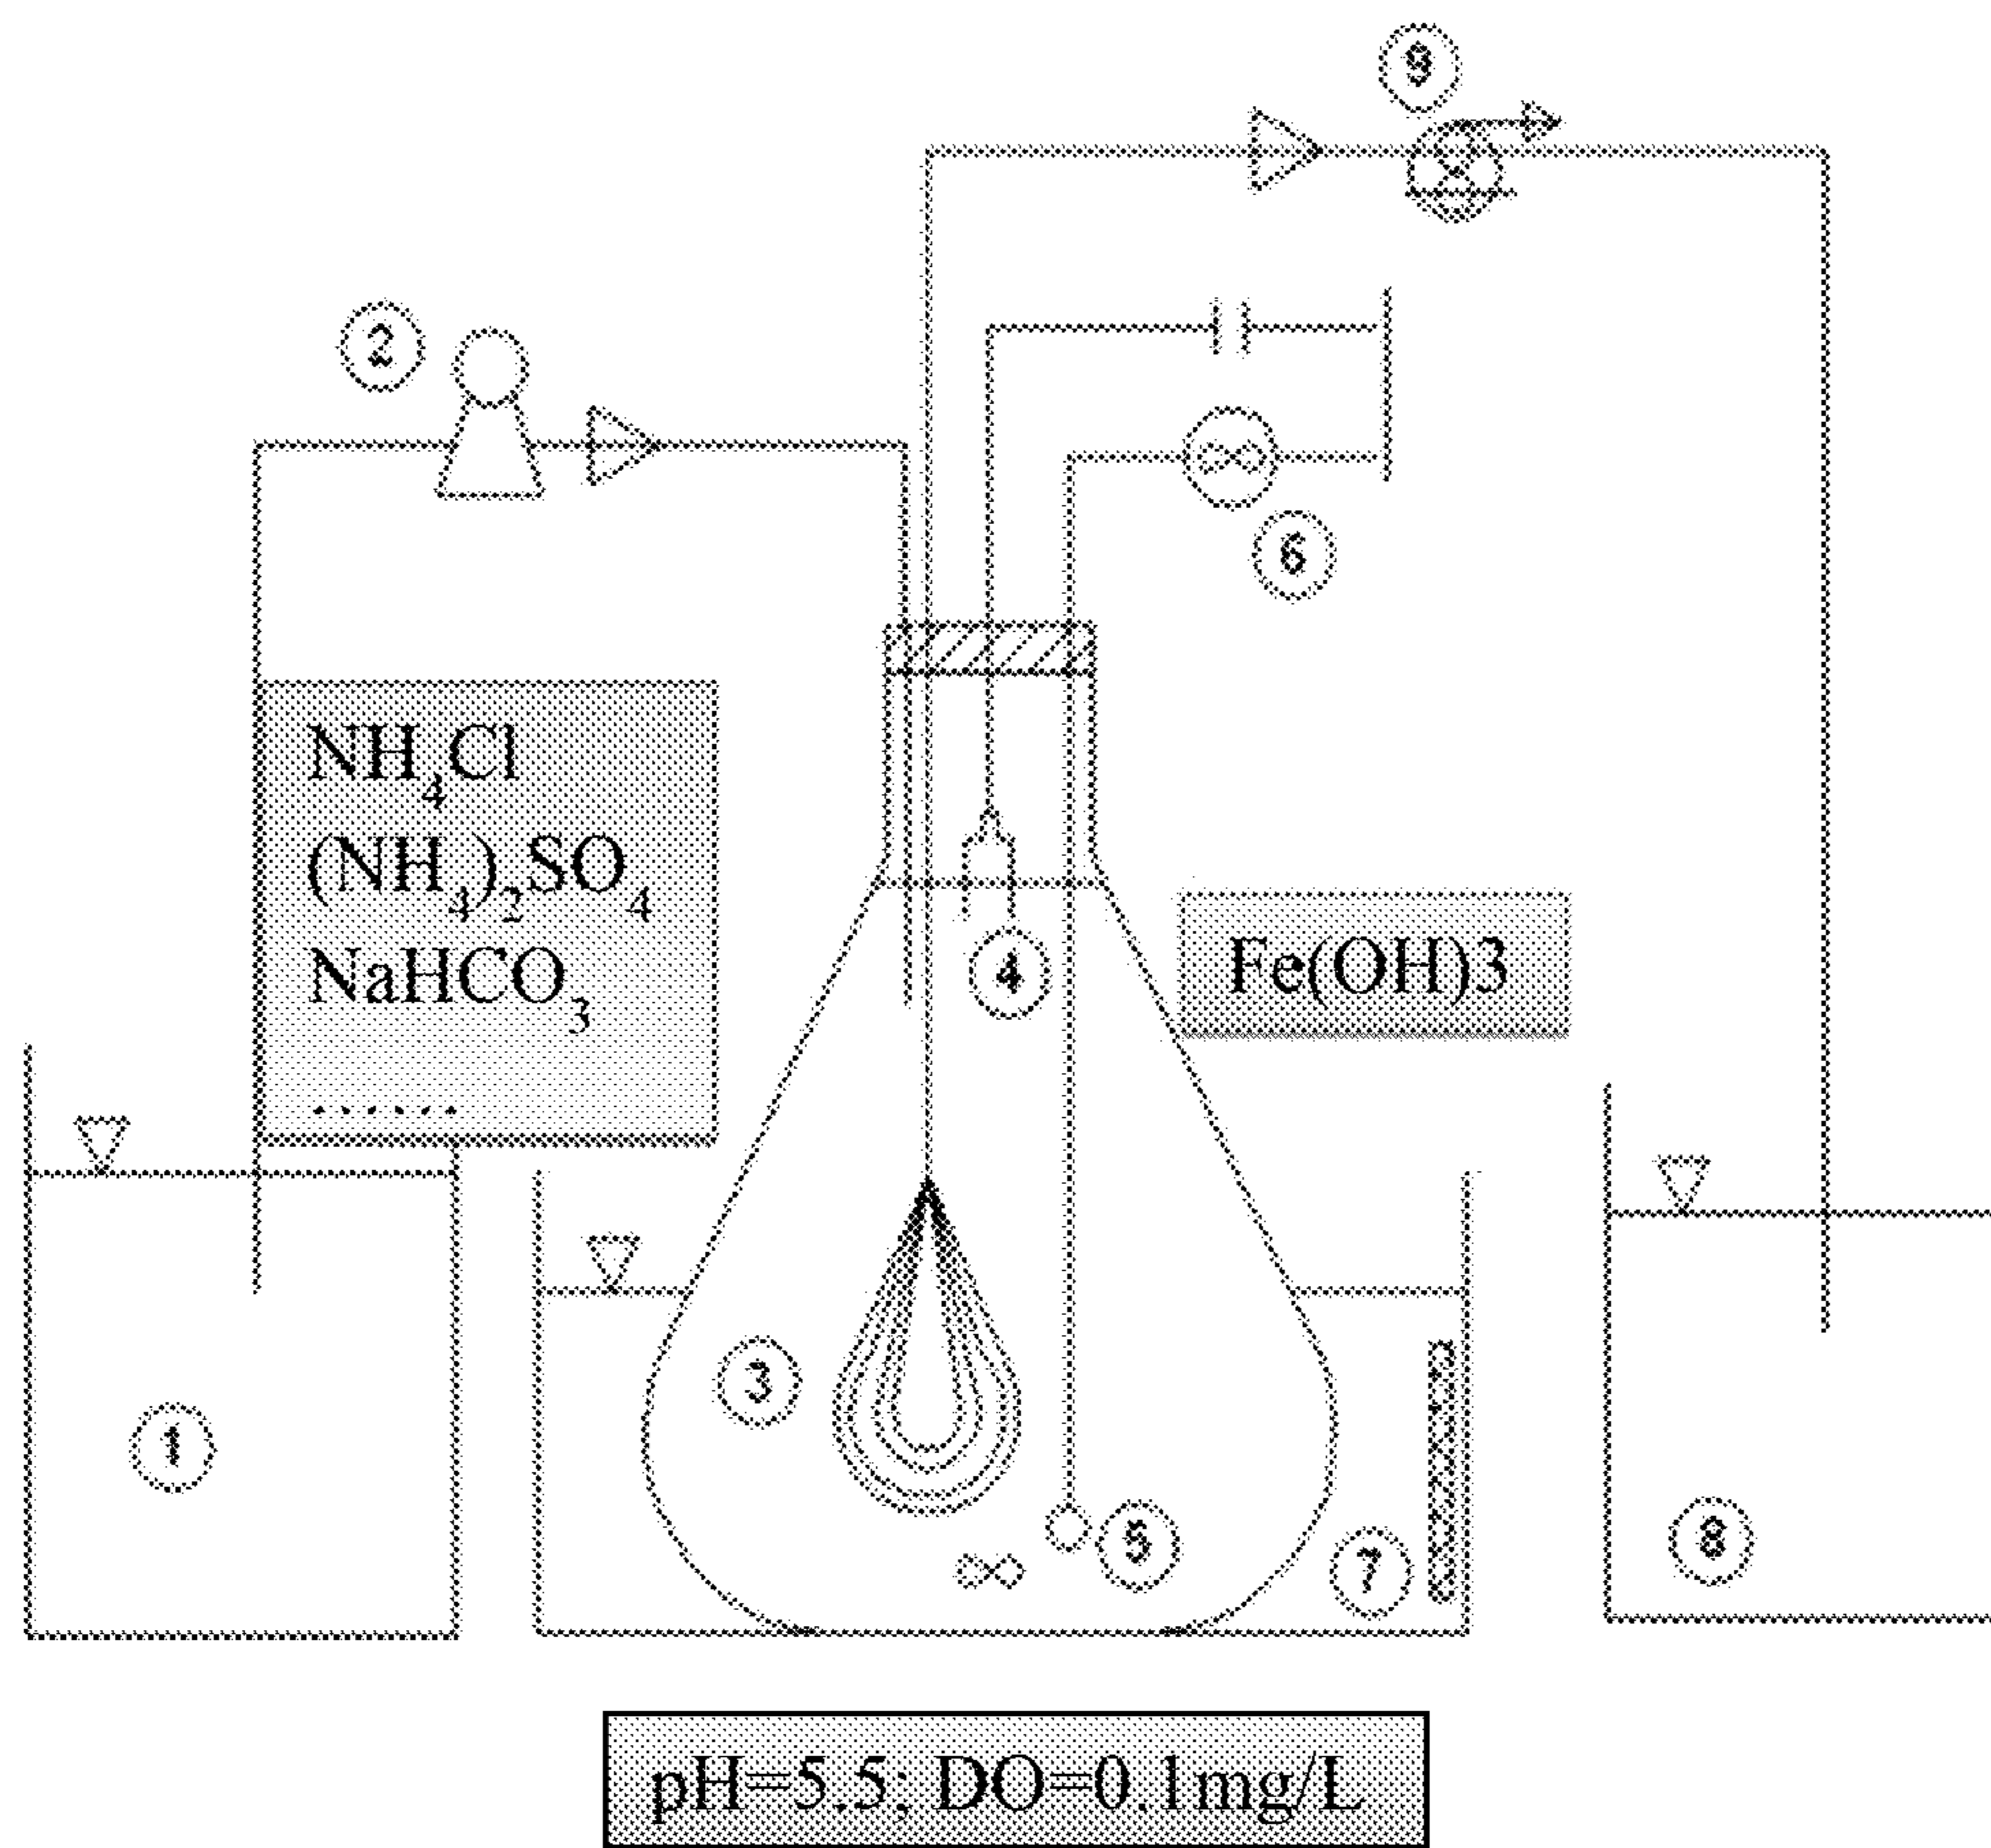 ⑨
②
⑥
NH₄Cl
(NH₄)₂SO₄
NaHCO₃
......
④
Fe(OH)3
③
①
⑤
⑦
⑧
pH=5.5; DO=0.1mg/L